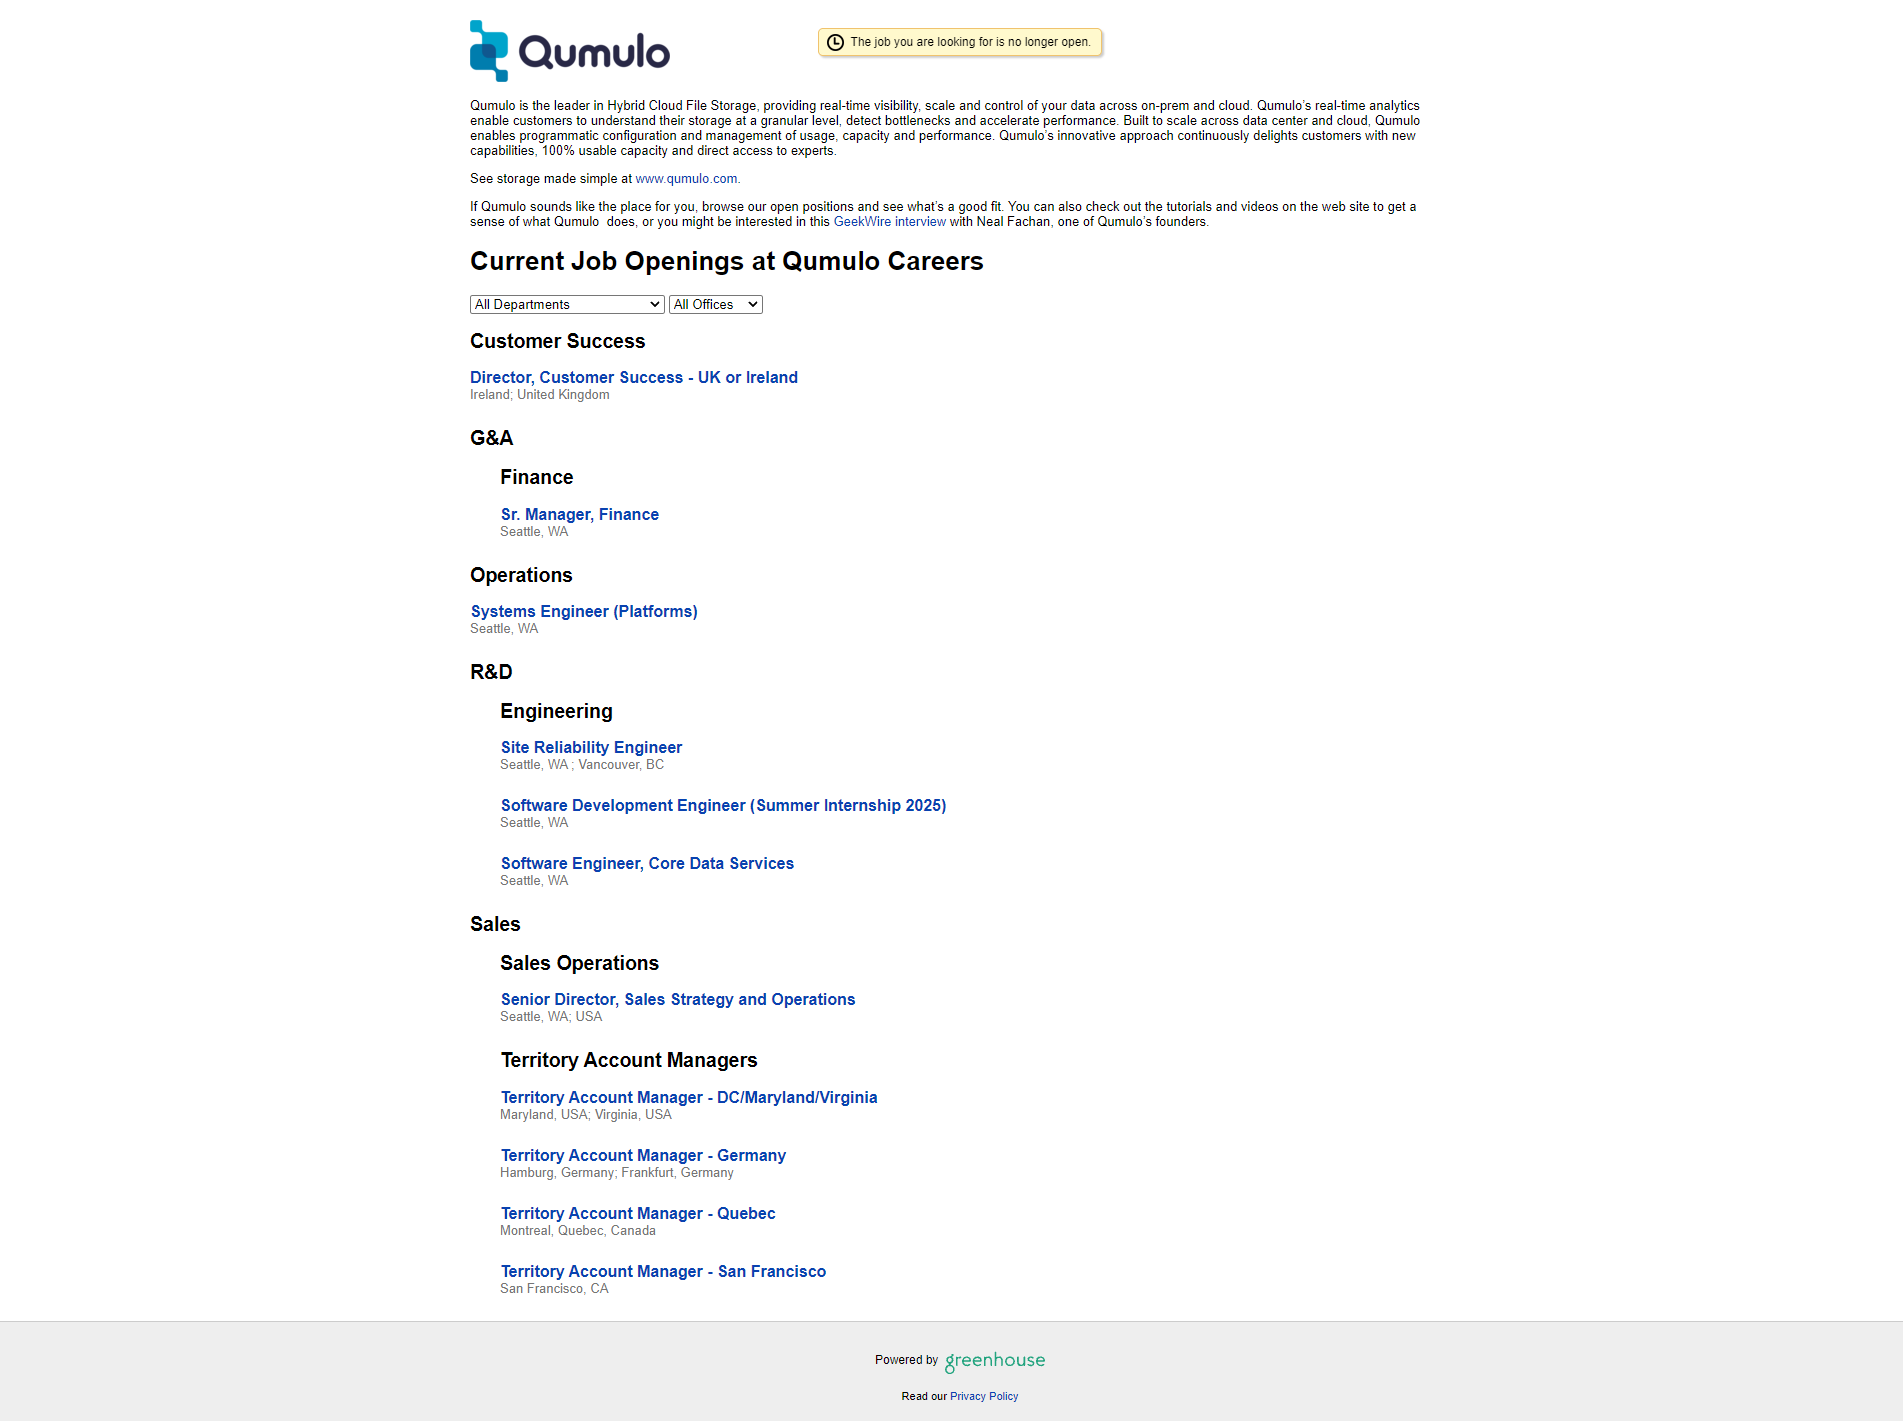 Qumulo
The job you are looking for is no longer open.
Qumulo is the leader in Hybrid Cloud File Storage, providing real-time visibility, scale and control of your data across on-prem and cloud. Qumulo's real-time analytics
enable customers to understand their storage at a granular level, detect bottlenecks and accelerate performance. Built to scale across data center and cloud, Qumulo
enables programmatic configuration and management of usage, capacity and performance. Qumulo's innovative approach continuously delights customers with new
capabilities, 100% usable capacity and direct access to experts.
See storage made simple at www.qumulo.com.
If Qumulo sounds like the place for you, browse our open positions and see what's a good fit. You can also check out the tutorials and videos on the web site to get a
sense of what Qumulo  does, or you might be interested in this GeekWire interview with Neal Fachan, one of Qumulo's founders.
Current Job Openings at Qumulo Careers
All Departments All Offices
Customer Success
Director, Customer Success - UK or Ireland
Ireland; United Kingdom
G&A
Finance
Sr. Manager, Finance
Seattle, WA
Operations
Systems Engineer (Platforms)
Seattle, WA
R&D
Engineering
Site Reliability Engineer
Seattle, WA ; Vancouver, BC
Software Development Engineer (Summer Internship 2025)
Seattle, WA
Software Engineer, Core Data Services
Seattle, WA
Sales
Sales Operations
Senior Director, Sales Strategy and Operations
Seattle, WA; USA
Territory Account Managers
Territory Account Manager - DC/Maryland/Virginia
Maryland, USA; Virginia, USA
Territory Account Manager - Germany
Hamburg, Germany; Frankfurt, Germany
Territory Account Manager - Quebec
Montreal, Quebec, Canada
Territory Account Manager - San Francisco
San Francisco, CA
Powered by greenhouse
Read our Privacy Policy